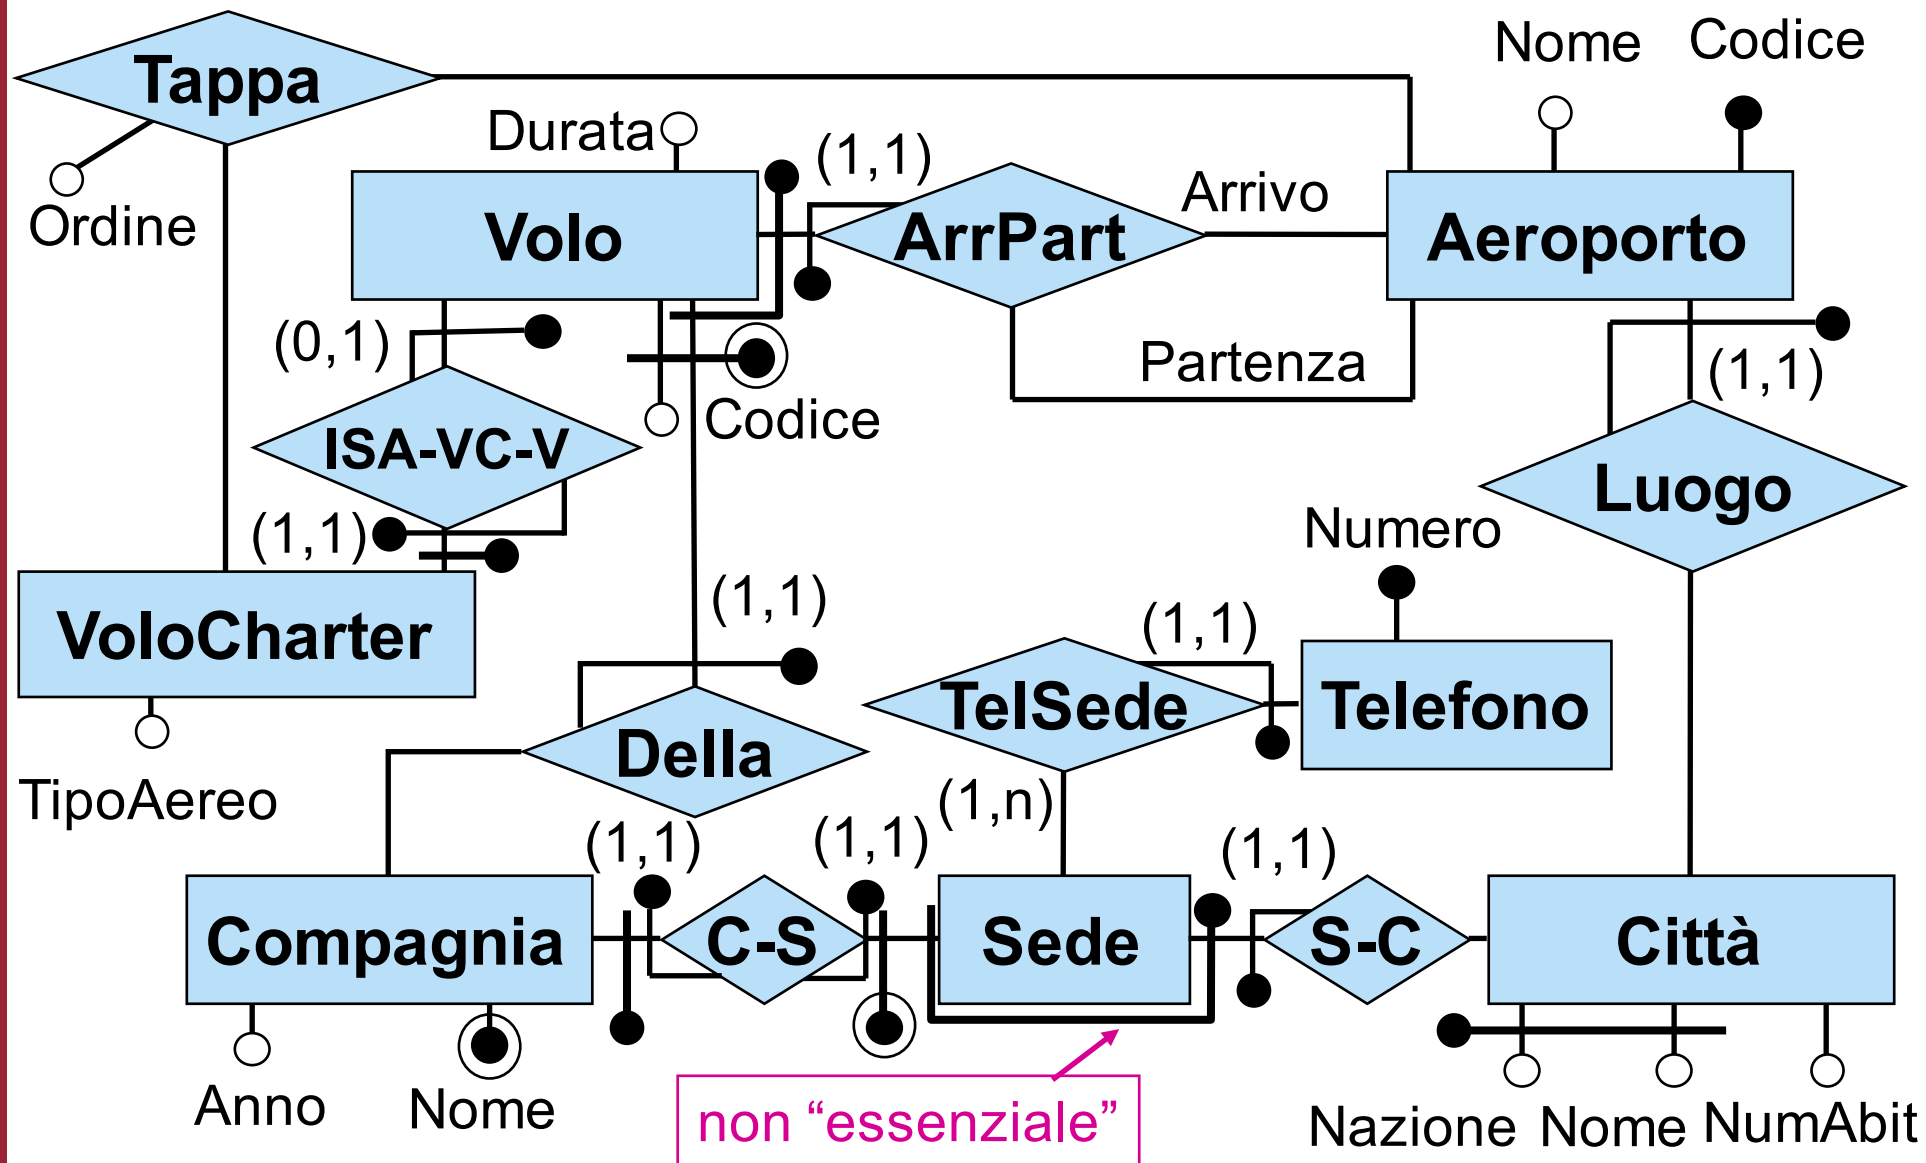 Nome Codice
Tappa
Durata
(1,1)
Arrivo
Ordine
Volo
ArrPart
Aeroporto
(0,1)
Partenza
(1,1)
Codice
ISA-VC-V
Luogo
(1,1)
Numero
(1,1)
(1,1)
VoloCharter
TelSede
Telefono
Della
TipoAereo
(1,n)
(1,1)
(1,1)
(1,1)
Compagnia
C-S
Sede
S-C
Città
Anno
Nome
non “essenziale”
Nazione
Nome
NumAbit